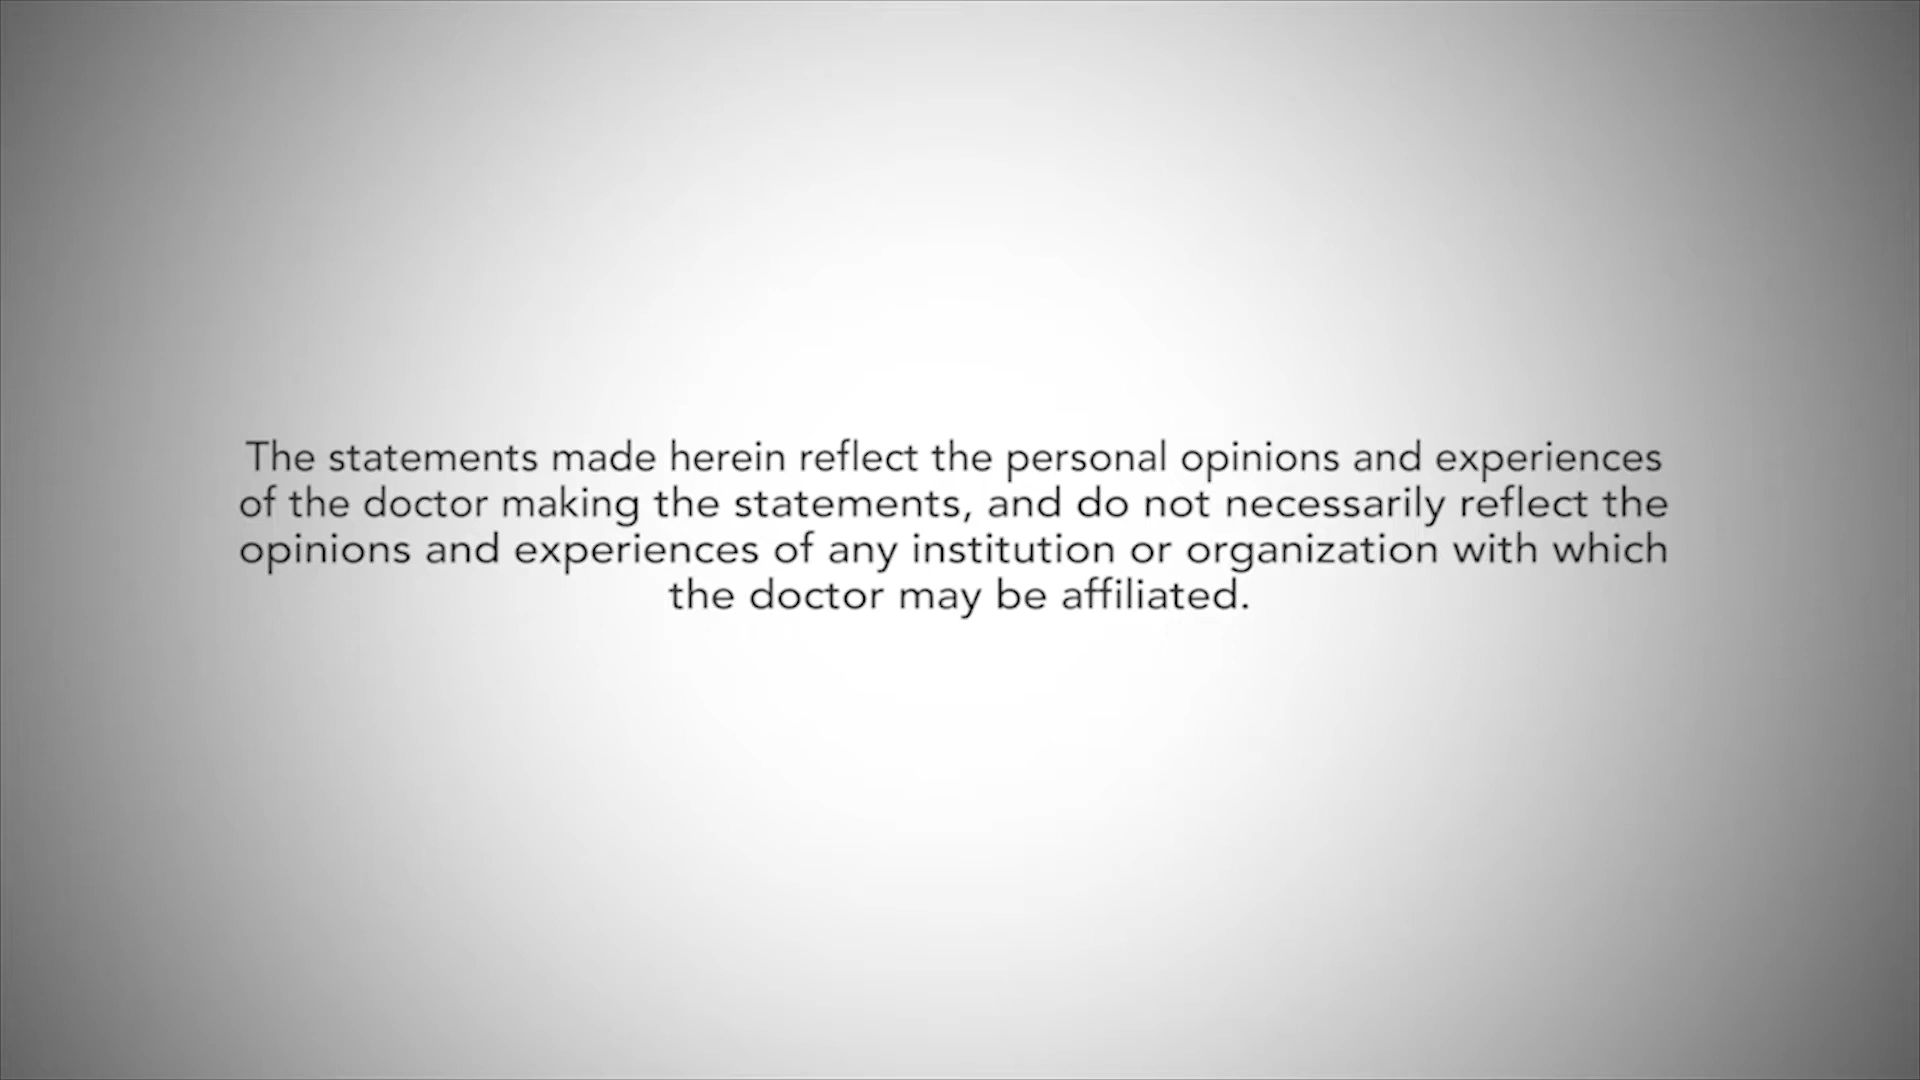 The statements made herein reflect the personal opinions and experiences
of the doctor making the statements, and do not necessarily reflect the
opinions and experiences of any institution or organization with which
the doctor may be affiliated.